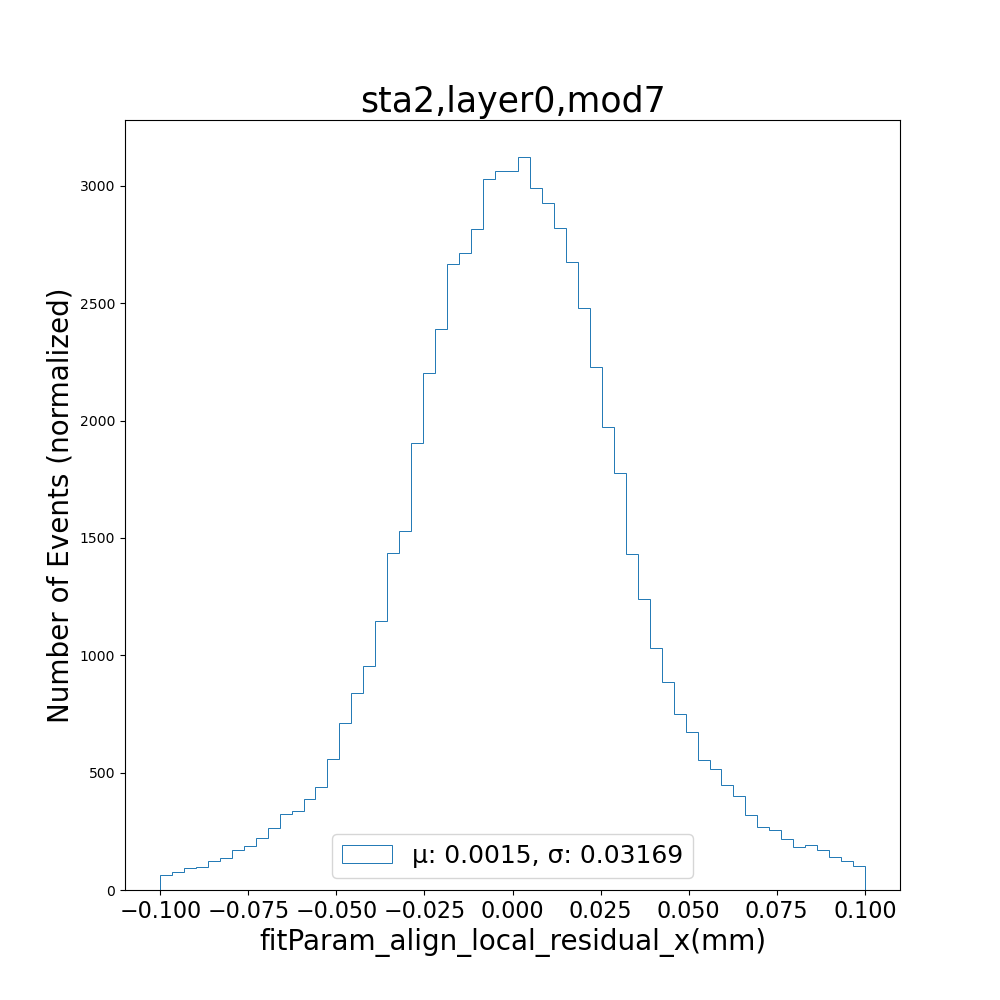 sta2,layer0,mod7
Number of Events (normalized)
3000
2500
2000
1500
1000
500
0
μ: 0.0015, σ: 0.03169
−0.100 −0.075 −0.050 −0.025 0.000 0.025 0.050 0.075 0.100
fitParam_align_local_residual_x(mm)